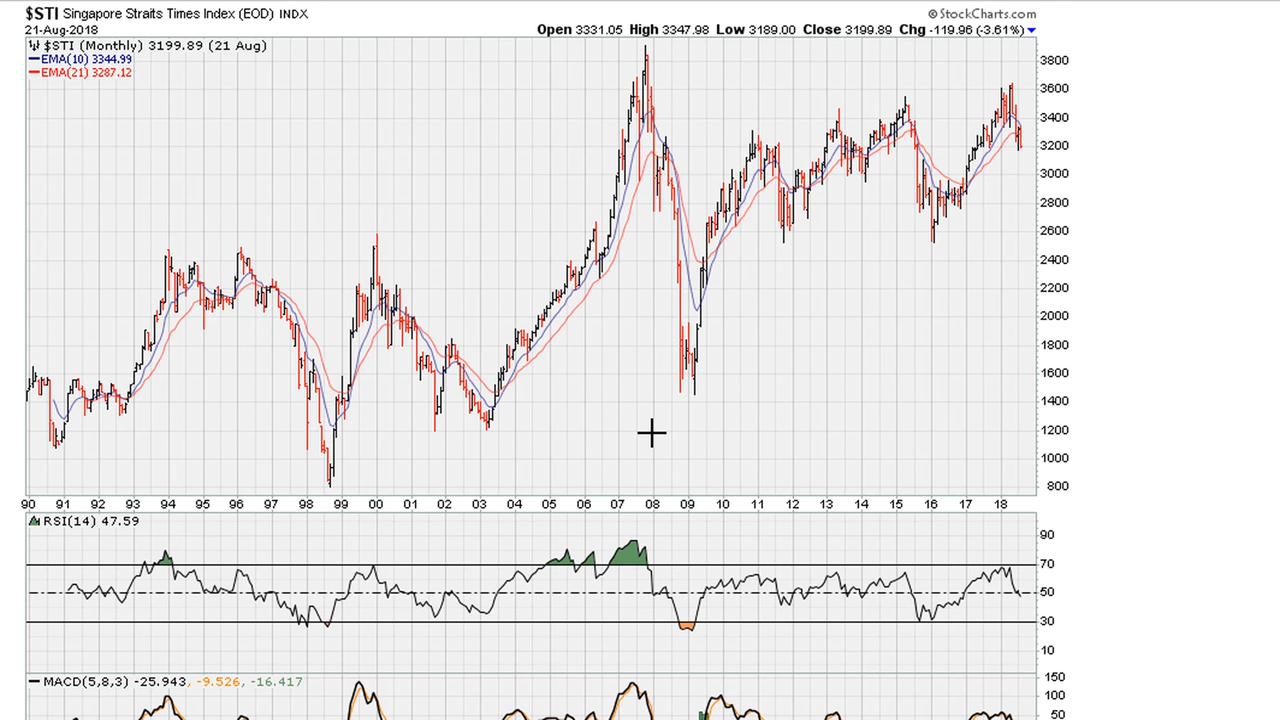 $STI Singapore Straits Times Index (EOD) INDX
© StockCharts.com
21-Aug-2018
Open 3331.05 High 3347.98 Low 3189.00 Close 3199.89 Chg -119.96 (-3.61%)
$STI (Monthly) 3199.89 (21 Aug)
EMA(10) 3344.99
EMA(21) 3287.12
3800
3600
3400
3200
3000
2800
2600
2400
2200
2000
1800
1600
1400
1200
1000
800
90 91 92 93 94 95 96 97 98 99 00 01 02 03 04 05 06 07 08 09 10 11 12 13 14 15 16 17 18
RSI(14) 47.59
90
70
50
30
10
MACD(5,8,3) -25.943, -9.526, -16.417
150
100
50